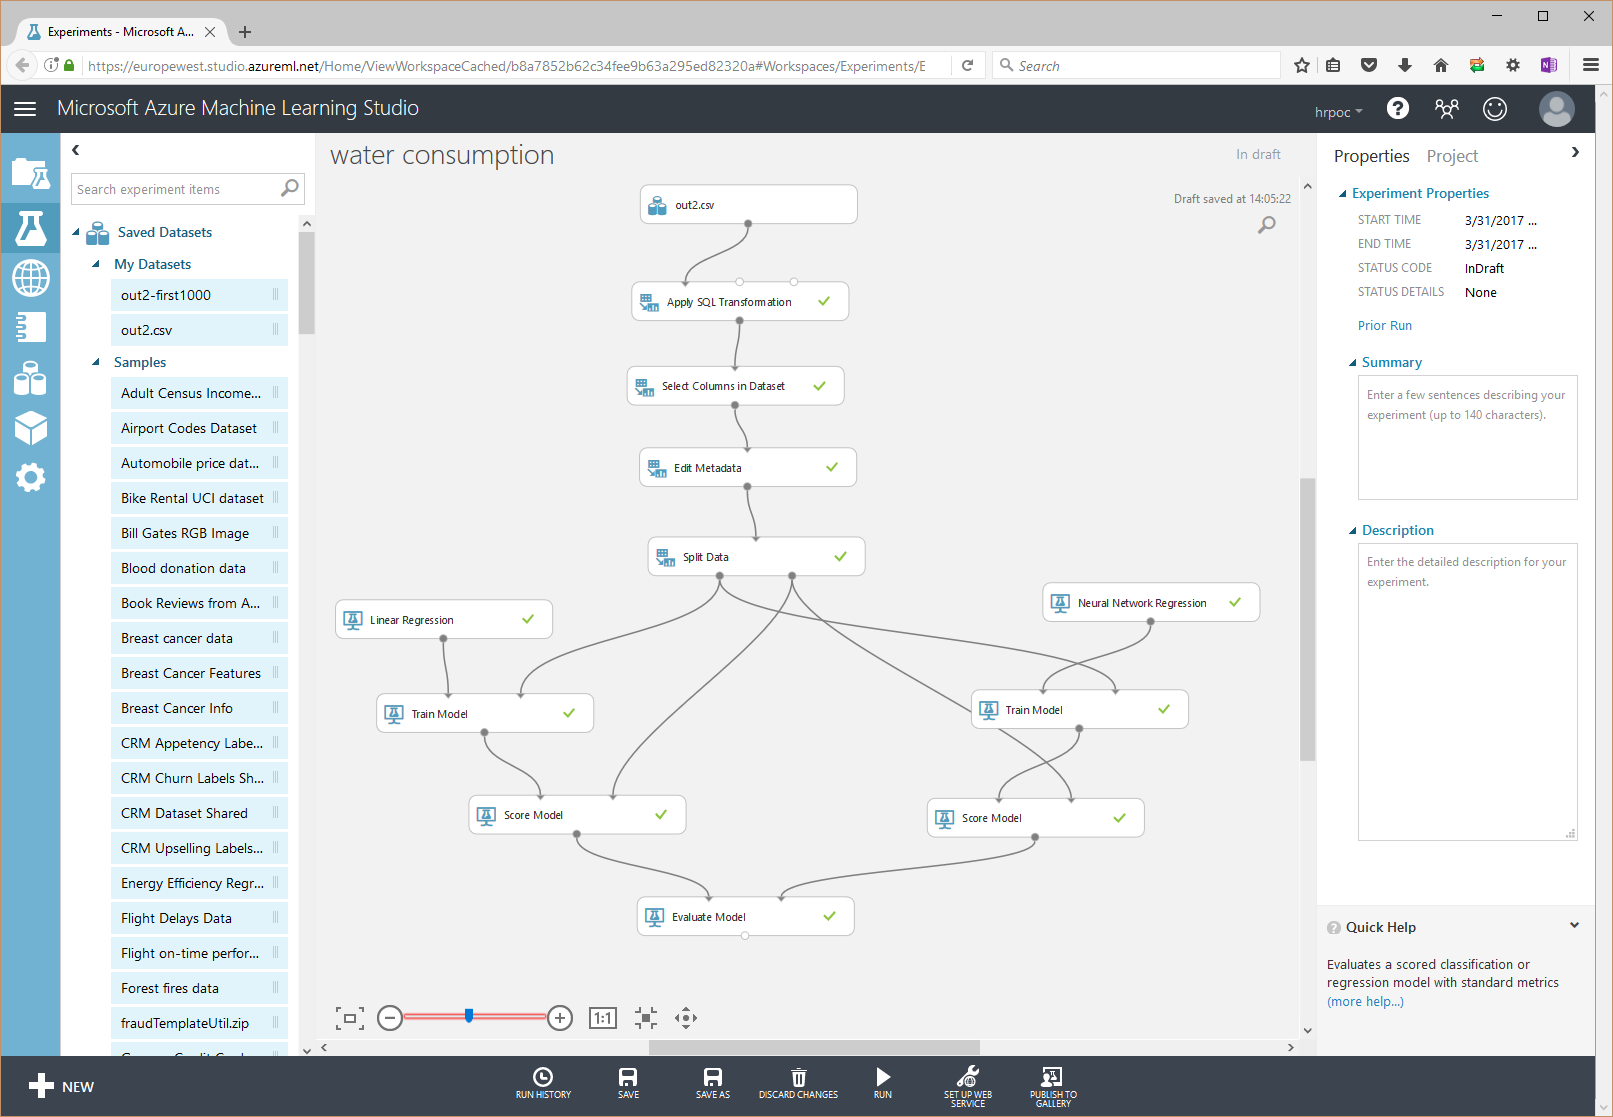 Experiments - Microsoft A...
https://europewest.studio.azureml.net/Home/ViewWorkspaceCached/b8a7852b62c34fee9b63a295ed82320a#Workspaces/Experiments/E
Search
Microsoft Azure Machine Learning Studio
hrpoc
Search experiment items
Saved Datasets
My Datasets
out2-first1000
out2.csv
Samples
Adult Census Income...
Airport Codes Dataset
Automobile price dat...
Bike Rental UCI dataset
Bill Gates RGB Image
Blood donation data
Book Reviews from A...
Breast cancer data
Breast Cancer Features
Breast Cancer Info
CRM Appetency Labe...
CRM Churn Labels Sh...
CRM Dataset Shared
CRM Upselling Labels...
Energy Efficiency Regr...
Flight Delays Data
Flight on-time perfor...
Forest fires data
fraudTemplateUtil.zip
water consumption
In draft
Draft saved at 14:05:22
out2.csv
Apply SQL Transformation
Select Columns in Dataset
Edit Metadata
Split Data
Linear Regression
Neural Network Regression
Train Model
Train Model
Score Model
Score Model
Evaluate Model
1:1
Properties Project
Experiment Properties
START TIME 3/31/2017 ...
END TIME 3/31/2017 ...
STATUS CODE InDraft
STATUS DETAILS None
Prior Run
Summary
Enter a few sentences describing your
experiment (up to 140 characters).
Description
Enter the detailed description for your
experiment.
Quick Help
Evaluates a scored classification or
regression model with standard metrics
(more help...)
NEW
RUN HISTORY
SAVE
SAVE AS
DISCARD CHANGES
RUN
SET UP WEB
SERVICE
PUBLISH TO
GALLERY